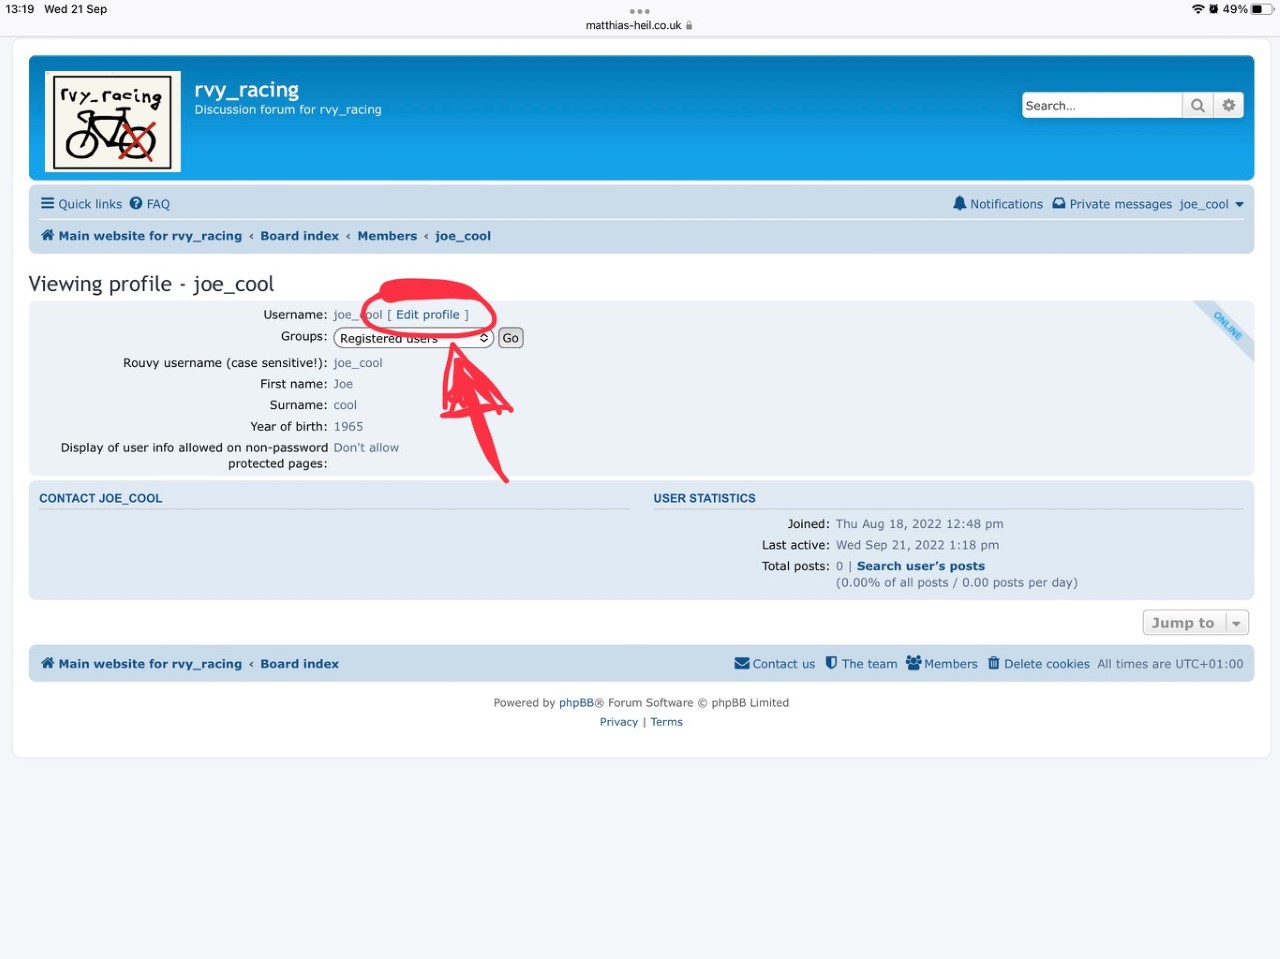 13:19 Wed 21 Sep
49%
matthias-heil.co.uk
rvy_racing
rvy_racing
Discussion forum for rvy_racing
Search...
Quick links FAQ
Notifications Private messages joe_cool
Main website for rvy_racing ‹ Board index ‹ Members ‹ joe_cool
Viewing profile - joe_cool
Username: joe_cool [ Edit profile ]
Groups: Registered users Go
Rouvy username (case sensitive!): joe_cool
First name: Joe
Surname: cool
Year of birth: 1965
Display of user info allowed on non-password Don't allow
protected pages:
ONLINE
CONTACT JOE_COOL
USER STATISTICS
Joined: Thu Aug 18, 2022 12:48 pm
Last active: Wed Sep 21, 2022 1:18 pm
Total posts: 0 | Search user’s posts
(0.00% of all posts / 0.00 posts per day)
Jump to
Main website for rvy_racing ‹ Board index
Contact us The team Members Delete cookies All times are UTC+01:00
Powered by phpBB® Forum Software © phpBB Limited
Privacy | Terms